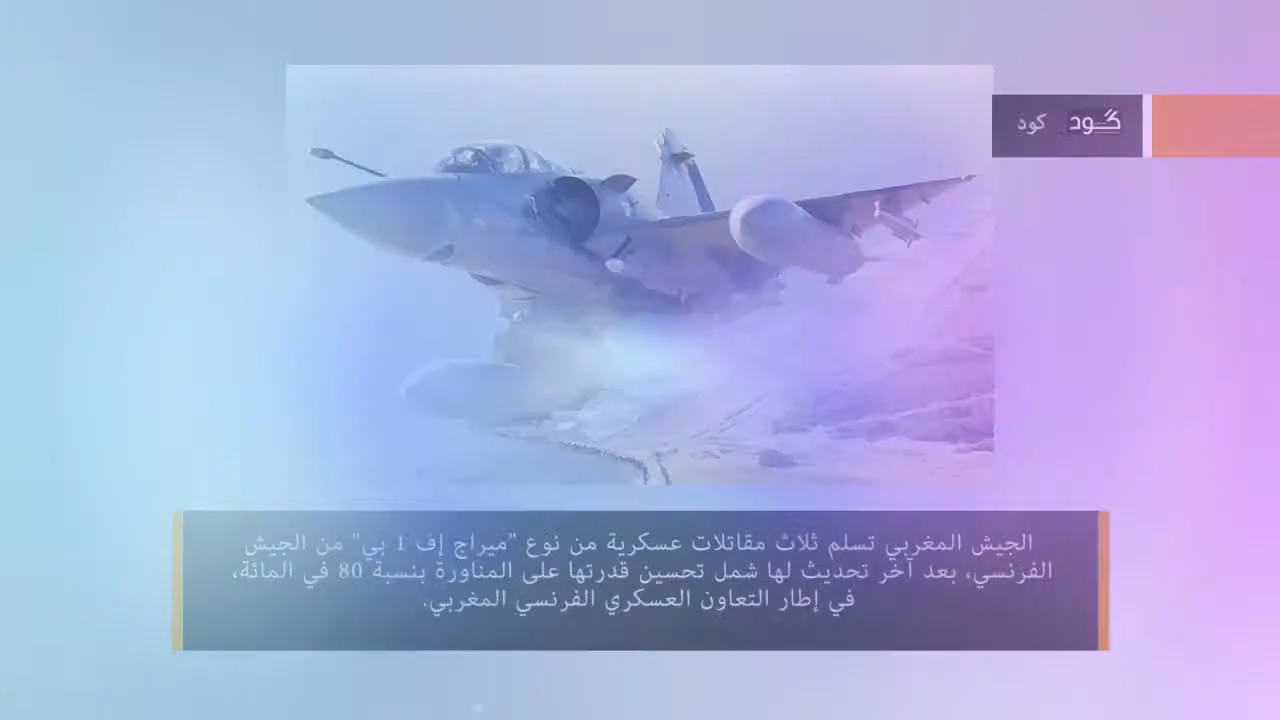 گود كود
الجيش المغربي تسلم ثلاث مقاتلات عسكرية من نوع "ميراج إف 1 بي" من الجيش
الفرنسي، بعد آخر تحديث لها شمل تحسين قدرتها على المناورة بنسبة 80 في المائة،
في إطار التعاون العسكري الفرنسي المغربي.